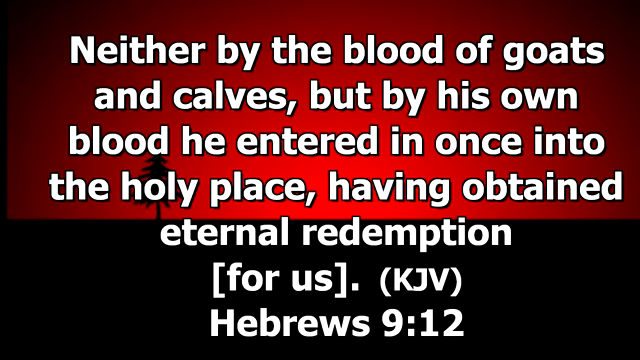 Neither by the blood of goats
and calves, but by his own
blood he entered in once into
the holy place, having obtained
eternal redemption
[for us]. (KJV)
Hebrews 9:12